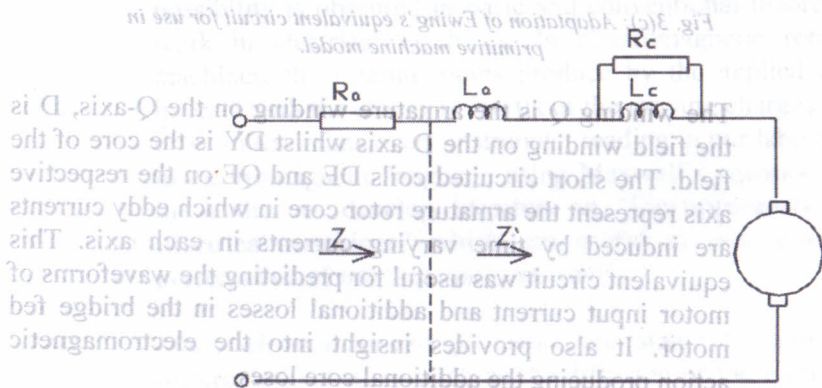 Fig. 3(c): Adaptation of Ewing's equivalent circuit for use in
primitive machine model.
Rc
Ra
La
Lc
The winding Q is the armature winding on the Q-axis, D is
the field winding on the D axis whilst DY is the core of the
field. The short circuited coils DE and QE on the respective
axis represent the armature rotor core in which eddy currents
are induced by time varying currents in each axis. This
Z
Z'
equivalent circuit was useful for predicting the waveforms of
motor input current and additional losses in the bridge fed
motor. It also provides insight into the electromagnetic
action producing the additional core loses